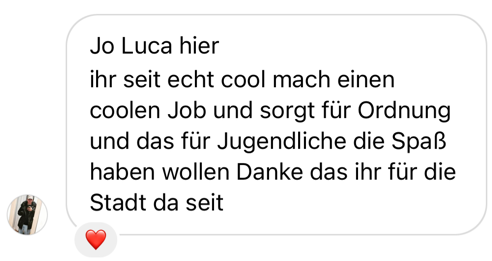 Jo Luca hier
ihr seit echt cool mach einen
coolen Job und sorgt für Ordnung
und das für Jugendliche die Spaß
haben wollen Danke das ihr für die
Stadt da seit